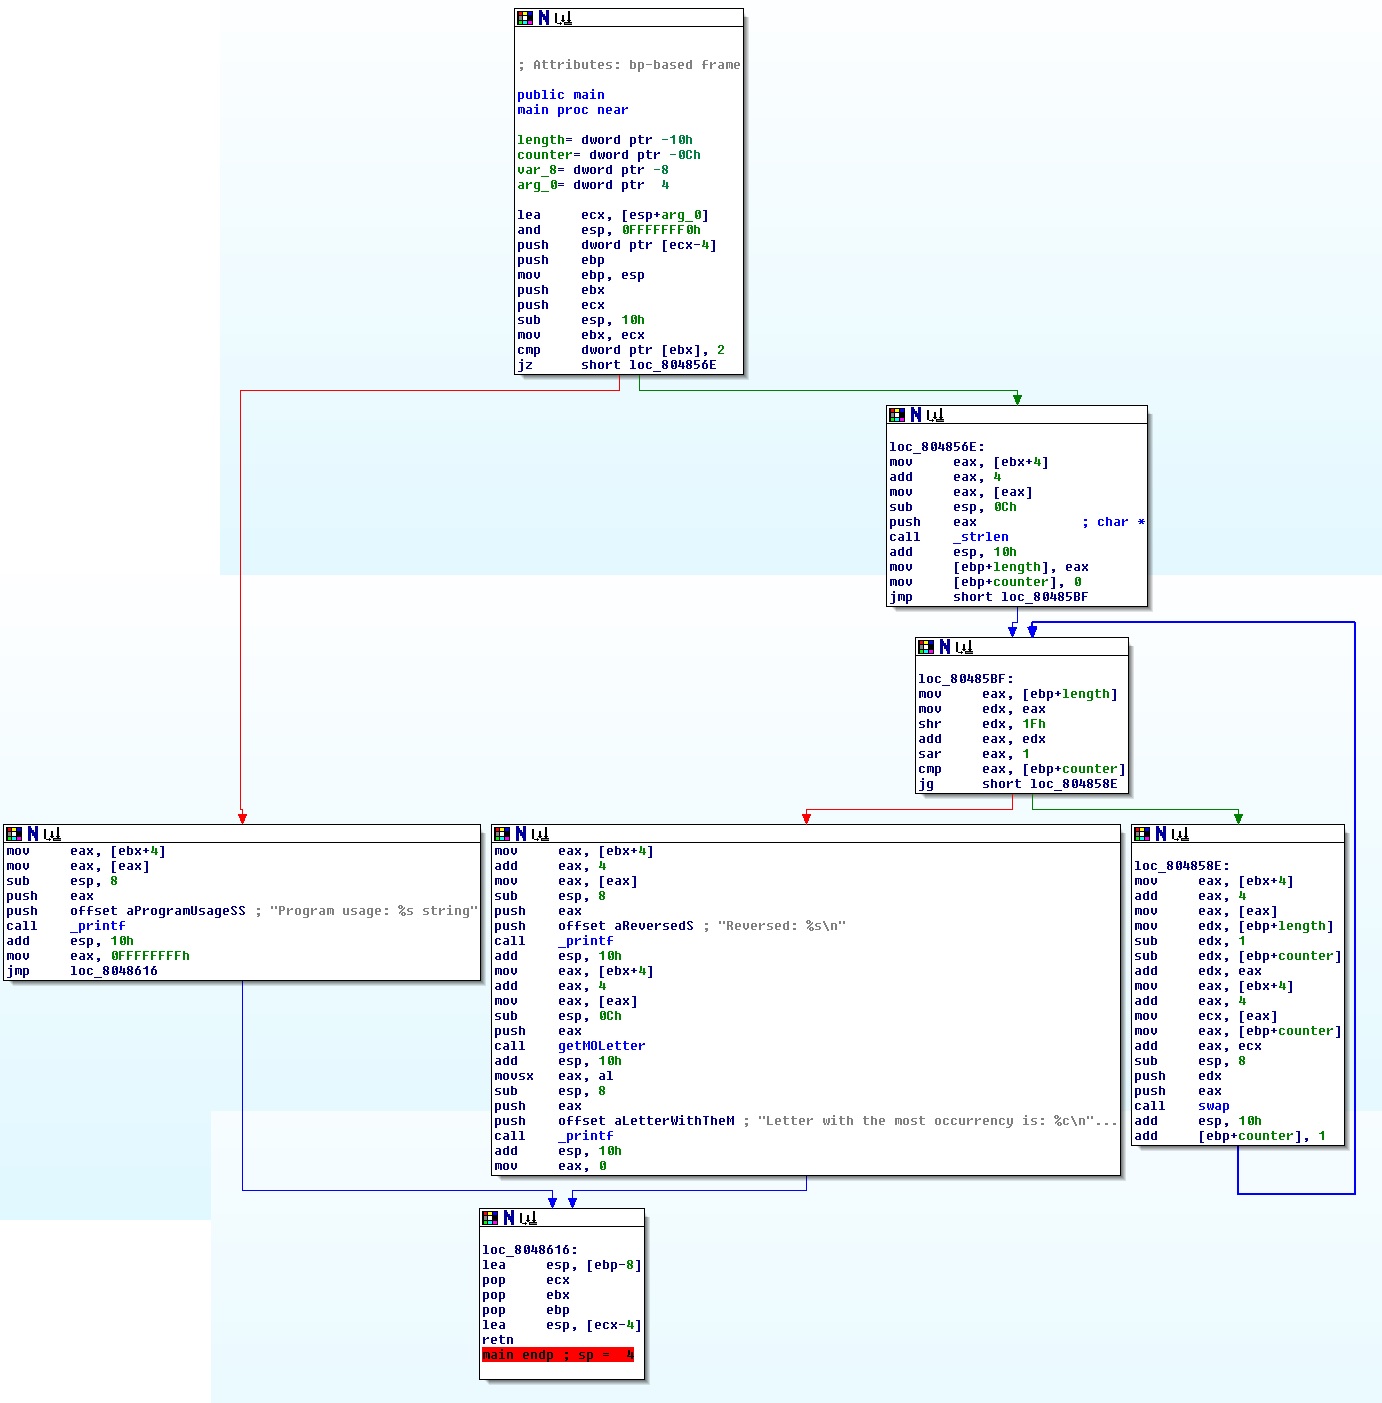 ; Attributes: bp-based frame
public main
main proc near
length= dword ptr -10h
counter= dword ptr -0Ch
var_8= dword ptr -8
arg_0= dword ptr  4
lea     ecx, [esp+arg_0]
and     esp, 0FFFFFFF0h
push    dword ptr [ecx-4]
push    ebp
mov     ebp, esp
push    ebx
push    ecx
sub     esp, 10h
mov     ebx, ecx
cmp     dword ptr [ebx], 2
jz      short loc_804856E
loc_804856E:
mov     eax, [ebx+4]
add     eax, 4
mov     eax, [eax]
sub     esp, 0Ch
push    eax             ; char *
call    _strlen
add     esp, 10h
mov     [ebp+length], eax
mov     [ebp+counter], 0
jmp     short loc_80485BF
loc_80485BF:
mov     eax, [ebp+length]
mov     edx, eax
shr     edx, 1Fh
add     eax, edx
sar     eax, 1
cmp     eax, [ebp+counter]
jg      short loc_804858E
mov     eax, [ebx+4]
mov     eax, [eax]
sub     esp, 8
push    eax
push    offset aProgramUsageSS ; "Program usage: %s string"
call    _printf
add     esp, 10h
mov     eax, 0FFFFFFFFh
jmp     loc_8048616
mov     eax, [ebx+4]
add     eax, 4
mov     eax, [eax]
sub     esp, 8
push    eax
push    offset aReversedS ; "Reversed: %s\n"
call    _printf
add     esp, 10h
mov     eax, [ebx+4]
add     eax, 4
mov     eax, [eax]
sub     esp, 0Ch
push    eax
call    getMOLetter
add     esp, 10h
movsx   eax, al
sub     esp, 8
push    eax
push    offset aLetterWithTheM ; "Letter with the most occurrency is: %c\n"...
call    _printf
add     esp, 10h
mov     eax, 0
loc_804858E:
mov     eax, [ebx+4]
add     eax, 4
mov     eax, [eax]
mov     edx, [ebp+length]
sub     edx, 1
sub     edx, [ebp+counter]
add     edx, eax
mov     eax, [ebx+4]
add     eax, 4
mov     ecx, [eax]
mov     eax, [ebp+counter]
add     eax, ecx
sub     esp, 8
push    edx
push    eax
call    swap
add     esp, 10h
add     [ebp+counter], 1
loc_8048616:
lea     esp, [ebp-8]
pop     ecx
pop     ebx
pop     ebp
lea     esp, [ecx-4]
retn
main endp ; sp =  4